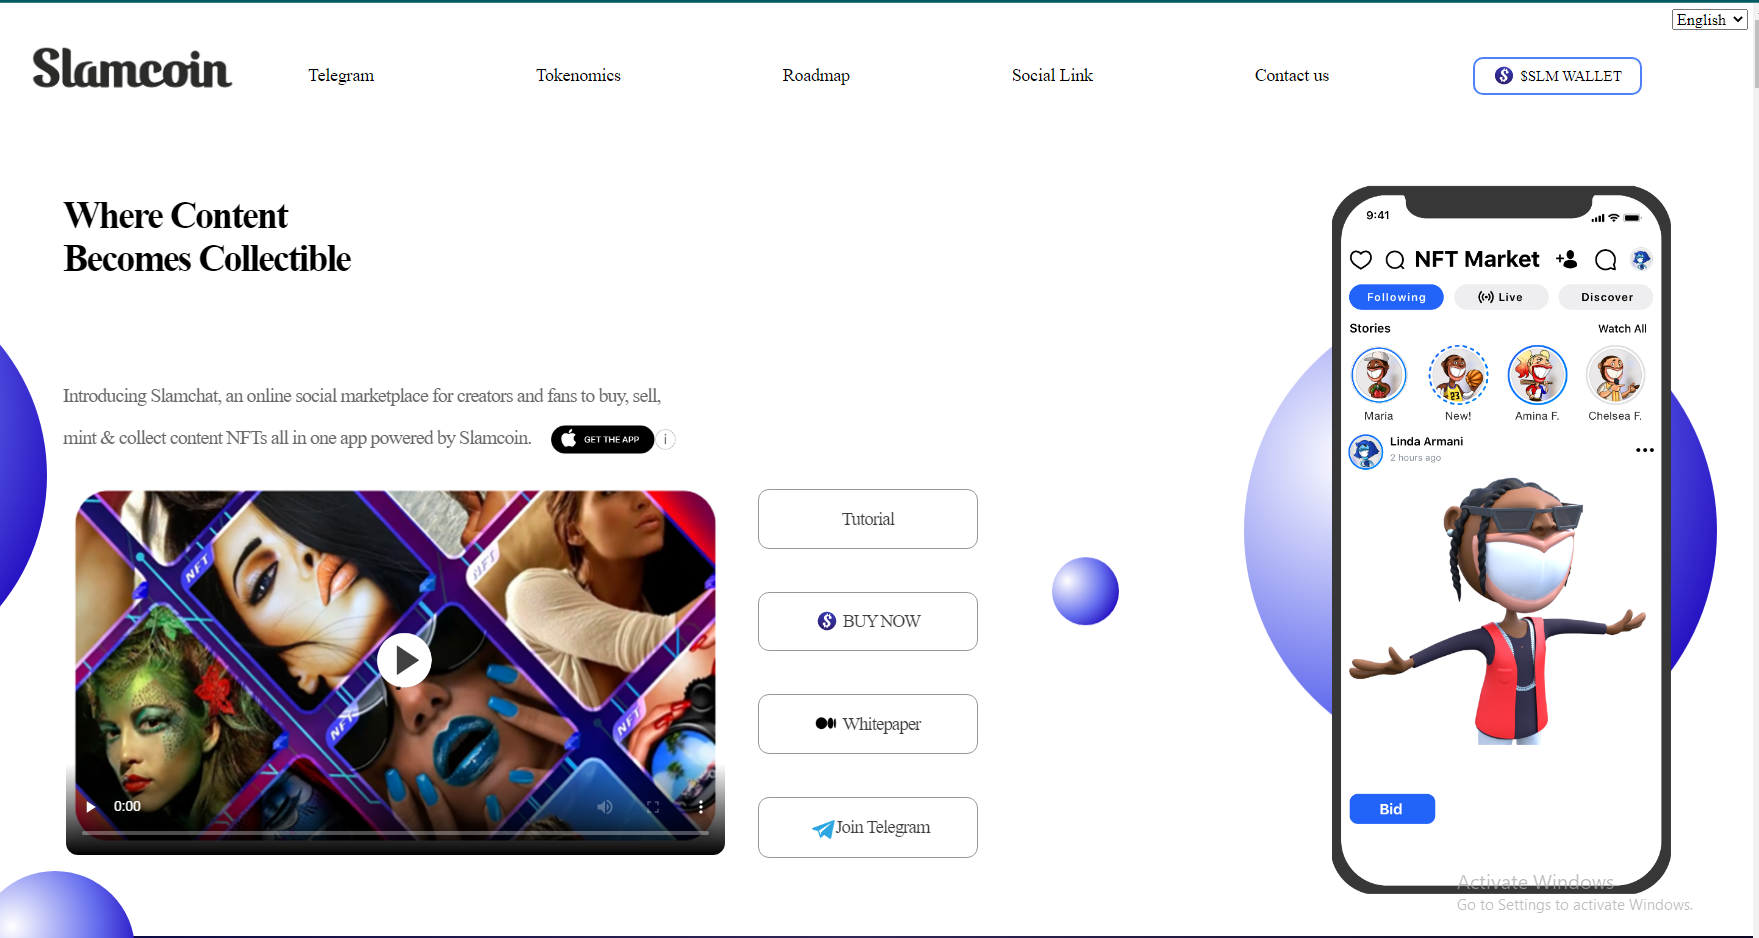 English
Slamcoin
Telegram
Tokenomics
Roadmap
Social Link
Contact us
$SLM WALLET
Where Content
Becomes Collectible
Introducing Slamchat, an online social marketplace for creators and fans to buy, sell,
mint & collect content NFTs all in one app powered by Slamcoin.
GET THE APP
i
NFT
NFT
NFT
NFT
0:00
Tutorial
$ BUY NOW
Whitepaper
Join Telegram
9:41
NFT Market
Following
Live
Discover
Stories
Watch All
23
Maria
New!
Amina F.
Chelsea F.
Linda Armani
2 hours ago
Bid
Activate Windows
Go to Settings to activate Windows.